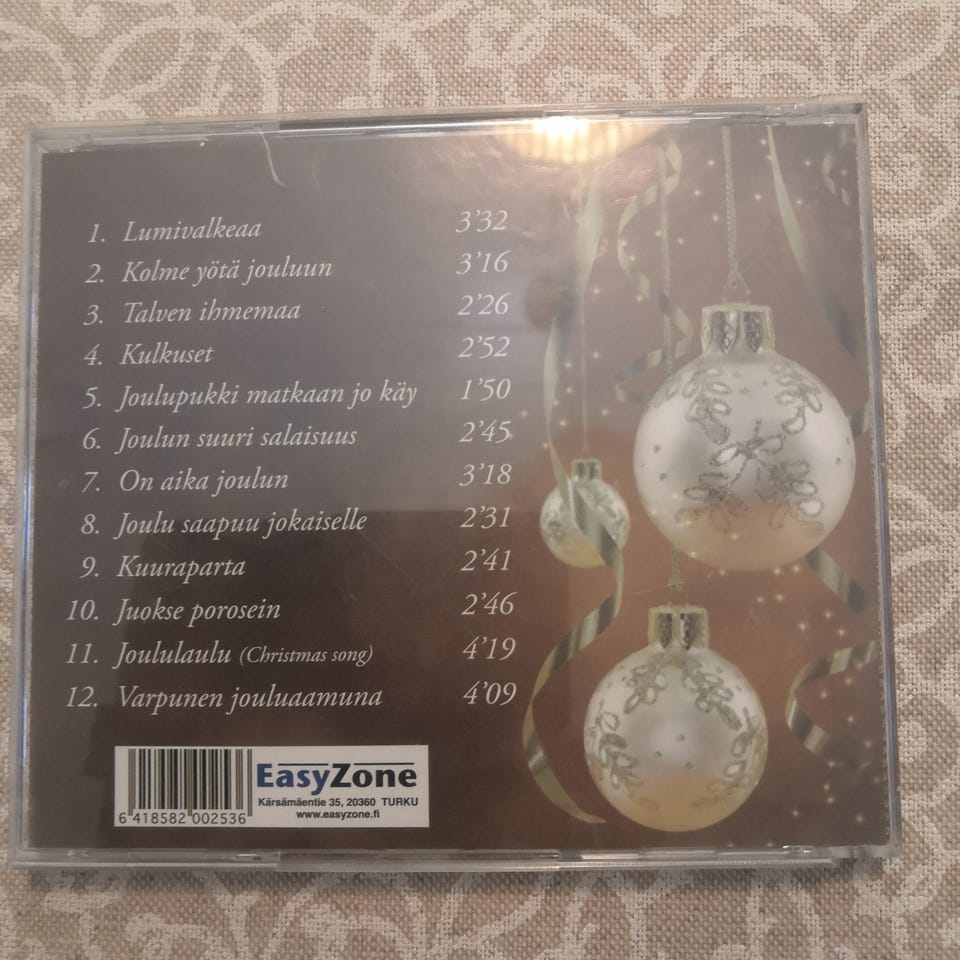 1. Lumivalkeaa 3'32
2. Kolme yötä jouluun 3'16
3. Talven ihmemaa 2'26
4. Kulkuset 2'52
5. Joulupukki matkaan jo käy 1'50
6. Joulun suuri salaisuus 2'45
7. On aika joulun 3'18
8. Joulu saapuu jokaiselle 2'31
9. Kuuraparta 2'41
10. Juokse porosein 2'46
11. Joululaulu (Christmas song) 4'19
12. Varpunen jouluaamuna 4'09
EasyZone
Kärsämäentie 35, 20360 TURKU
www.easyzone.fi
6 418582 002536